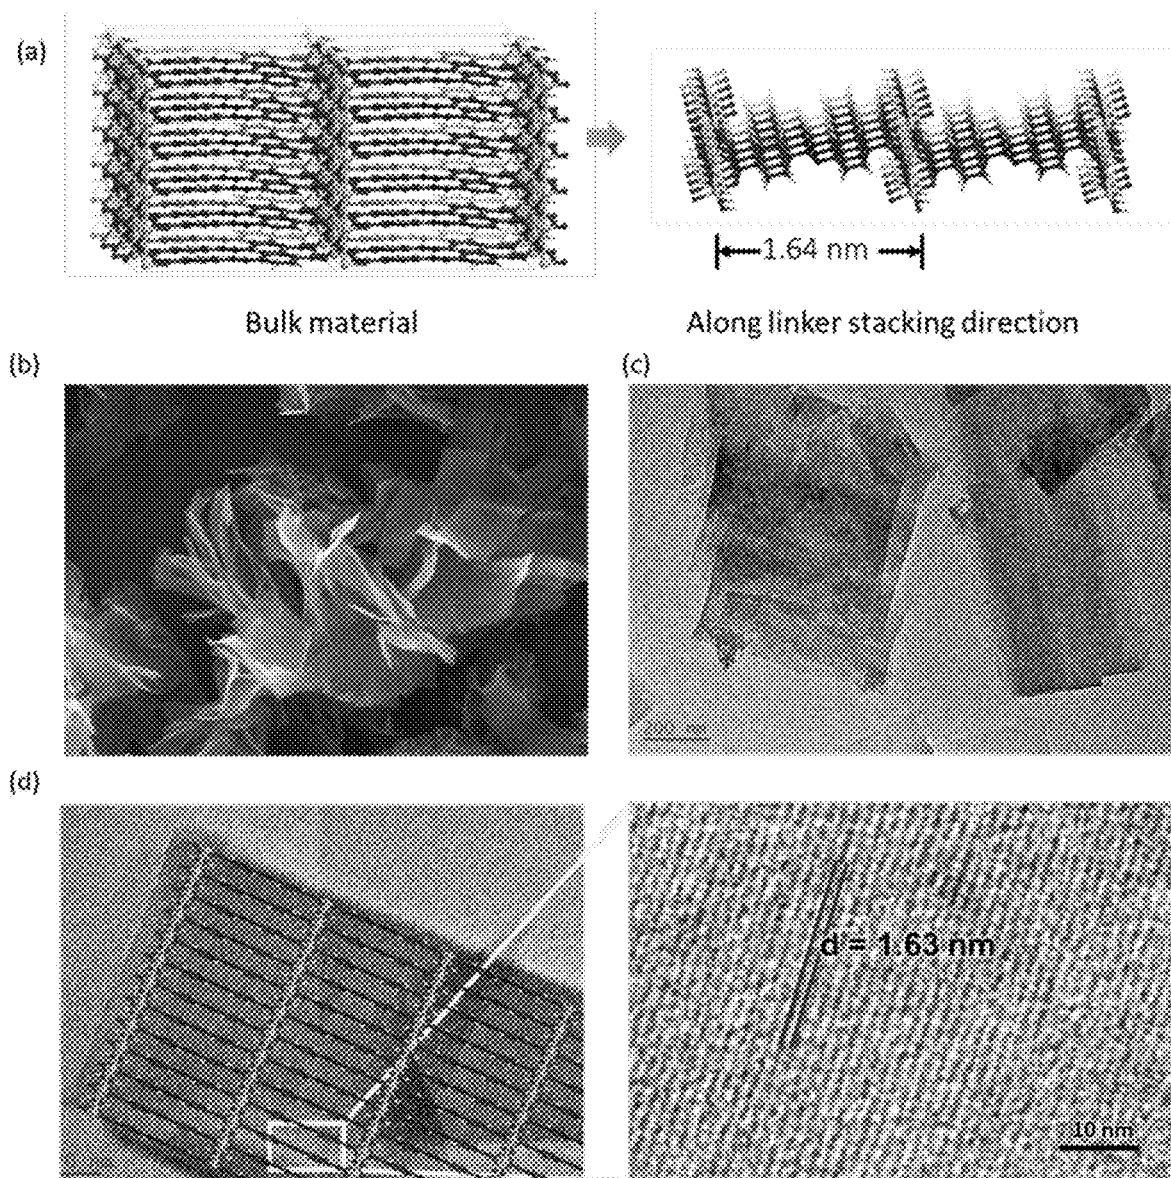 (a)
1.64 nm
Bulk material
Along linker stacking direction
(b)
(c)
(d)
d = 1.63 nm
10 nm